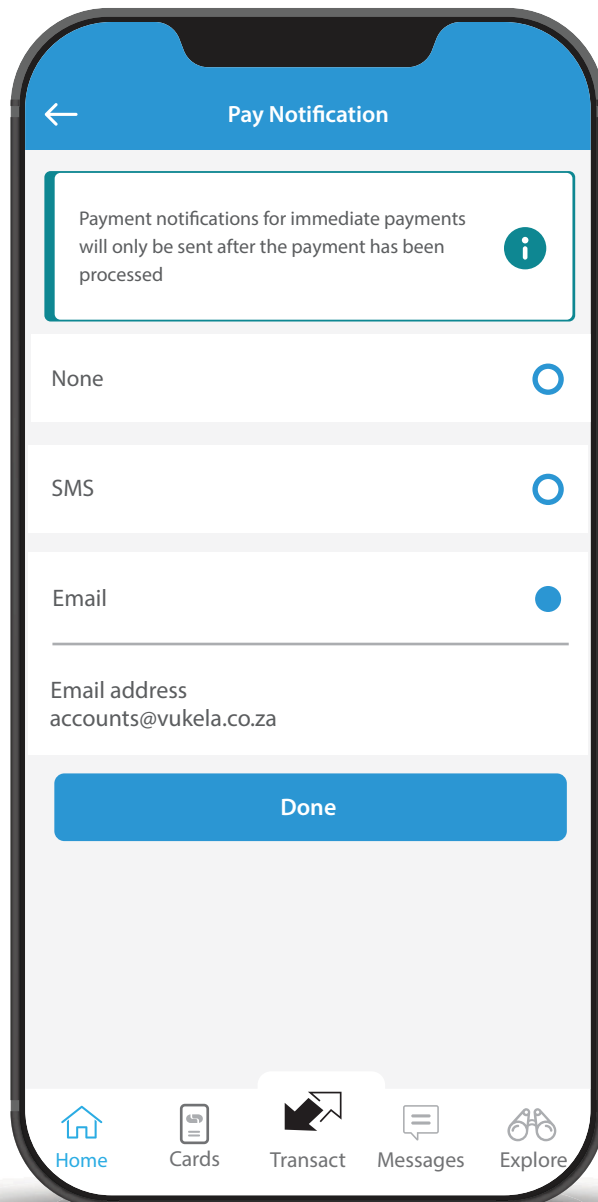 Pay Notification
Payment notifications for immediate payments
will only be sent after the payment has been
processed
None
SMS
Email
Email address
accounts@vukela.co.za
Done
Home Cards Transact Messages Explore